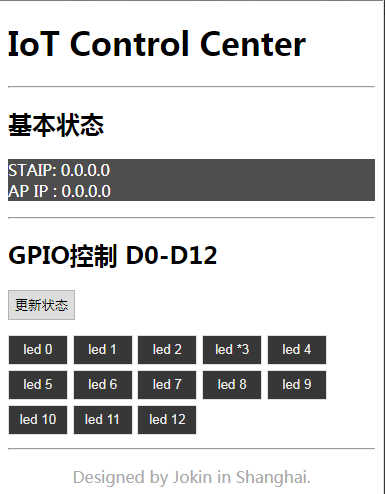 IoT Control Center
基本状态
STAIP: 0.0.0.0
AP IP : 0.0.0.0
GPIO控制 D0-D12
更新状态
led 0 led 1 led 2 led *3 led 4
led 5 led 6 led 7 led 8 led 9
led 10 led 11 led 12
Designed by Jokin in Shanghai.